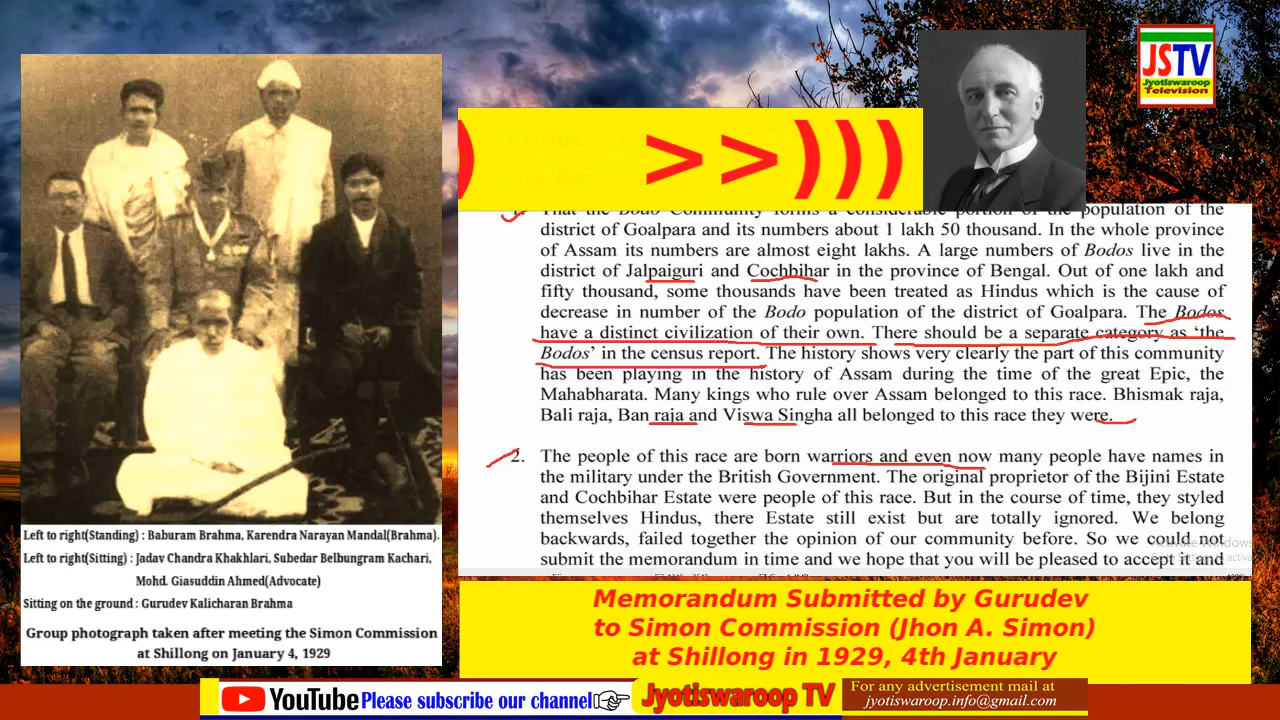 JSTV
Jyotiswaroop
Television
) >>)))
1. That the Bodo Community forms a considerable portion of the population of the
district of Goalpara and its numbers about 1 lakh 50 thousand. In the whole province
of Assam its numbers are almost eight lakhs. A large numbers of Bodos live in the
district of Jalpaiguri and Cochbihar in the province of Bengal. Out of one lakh and
fifty thousand, some thousands have been treated as Hindus which is the cause of
decrease in number of the Bodo population of the district of Goalpara. The Bodos
have a distinct civilization of their own. There should be a separate category as ‘the
Bodos’ in the census report. The history shows very clearly the part of this community
has been playing in the history of Assam during the time of the great Epic, the
Mahabharata. Many kings who rule over Assam belonged to this race. Bhismak raja,
Bali raja, Ban raja and Viswa Singha all belonged to this race they were.
2. The people of this race are born warriors and even now many people have names in
the military under the British Government. The original proprietor of the Bijini Estate
and Cochbihar Estate were people of this race. But in the course of time, they styled
themselves Hindus, there Estate still exist but are totally ignored. We belong
backwards, failed together the opinion of our community before. So we could not
submit the memorandum in time and we hope that you will be pleased to accept it and
Left to right(Standing) : Baburam Brahma, Karendra Narayan Mandal(Brahma).
Left to right(Sitting) : Jadav Chandra Khakhlari, Subedar Belbungram Kachari,
Mohd. Giasuddin Ahmed(Advocate)
Sitting on the ground : Gurudev Kalicharan Brahma
Group photograph taken after meeting the Simon Commission
at Shillong on January 4, 1929
Memorandum Submitted by Gurudev
to Simon Commission (Jhon A. Simon)
at Shillong in 1929, 4th January
YouTube Please subscribe our channel Jyotiswaroop TV
For any advertisement mail at
jyotiswaroop.info@gmail.com